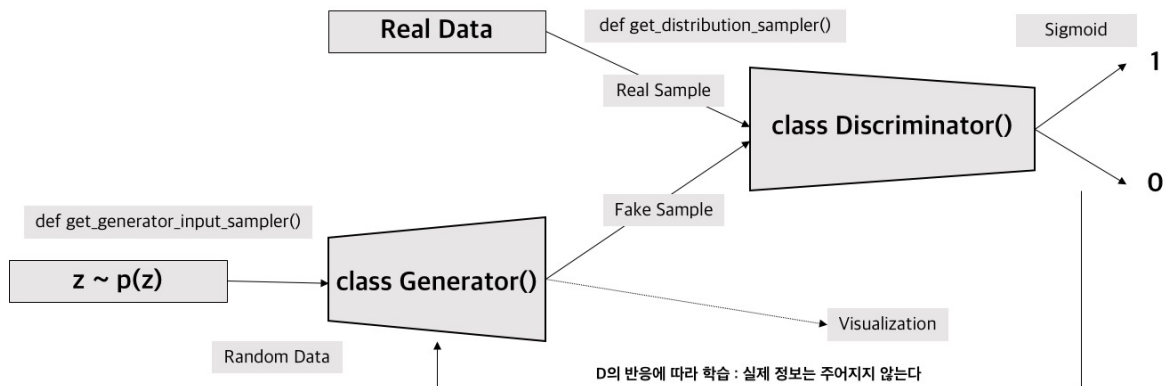 Real Data
def get_distribution_sampler()
Sigmoid
1
Real Sample
class Discriminator()
0
Fake Sample
def get_generator_input_sampler()
z ~ p(z)
class Generator()
Visualization
Random Data
D의 반응에 따라 학습 : 실제 정보는 주어지지 않는다